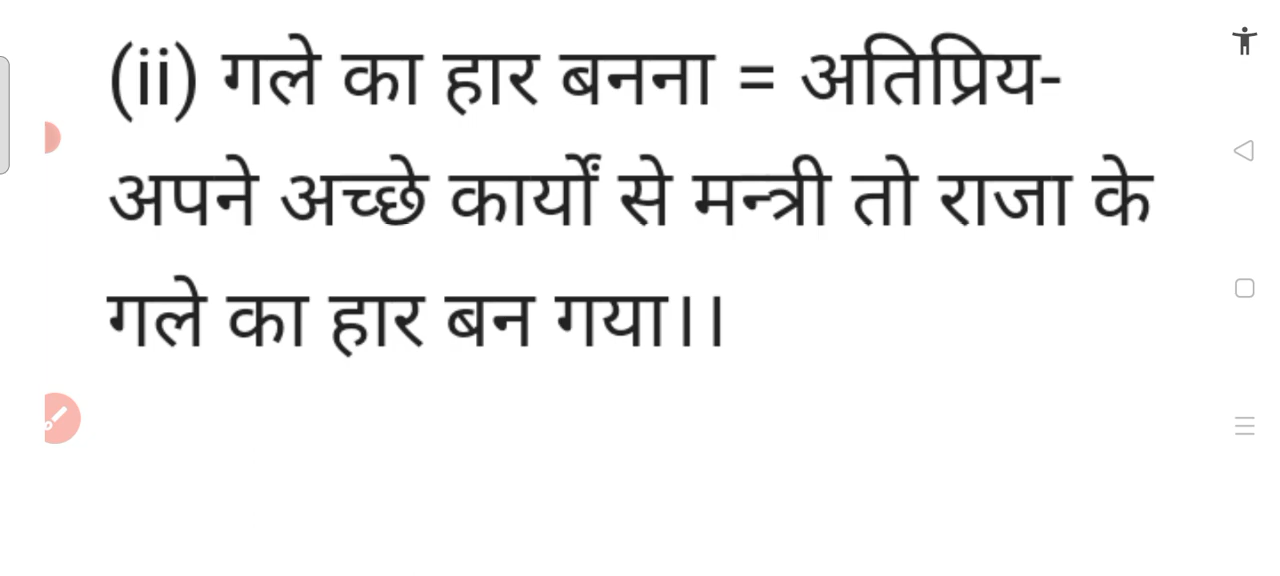 (ii) गले का हार बनना = अतिप्रिय-
अपने अच्छे कार्यों से मन्त्री तो राजा के
गले का हार बन गया।।